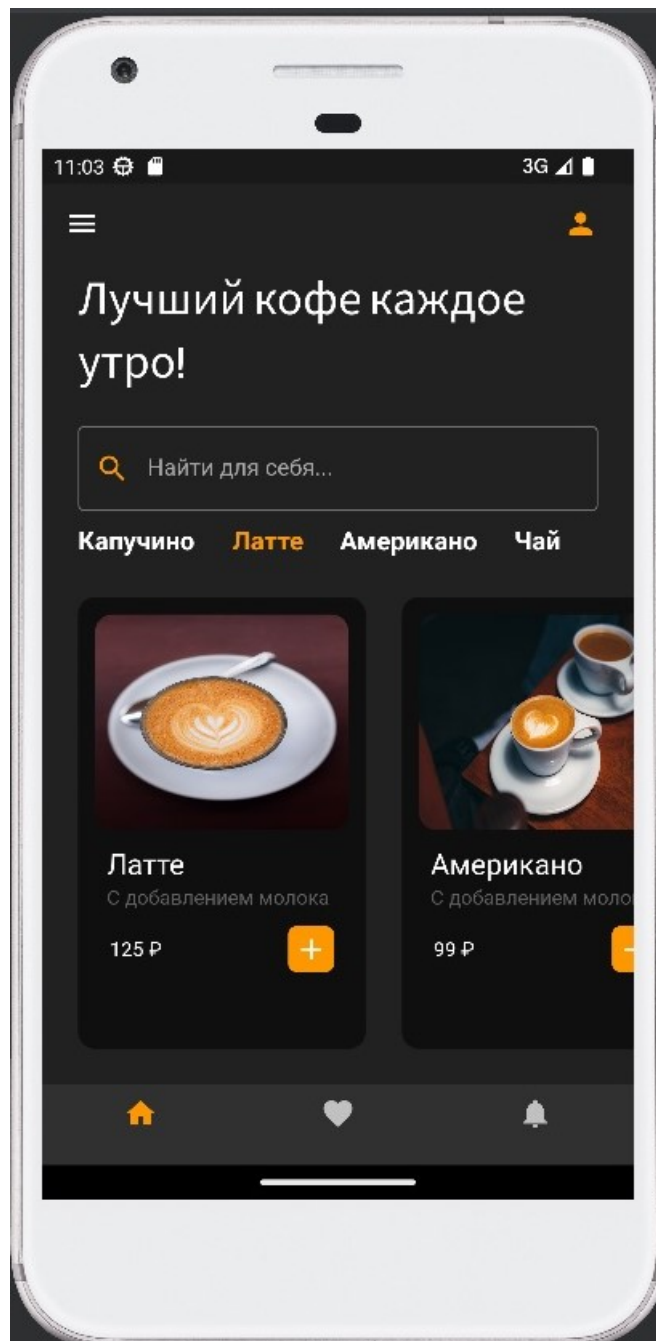 11:03 3G
Лучший кофе каждое
утро!
Найти для себя...
Капучино Латте Американо Чай
Латте
С добавлением молока
125 ₽
Американо
С добавлением моло
99 ₽